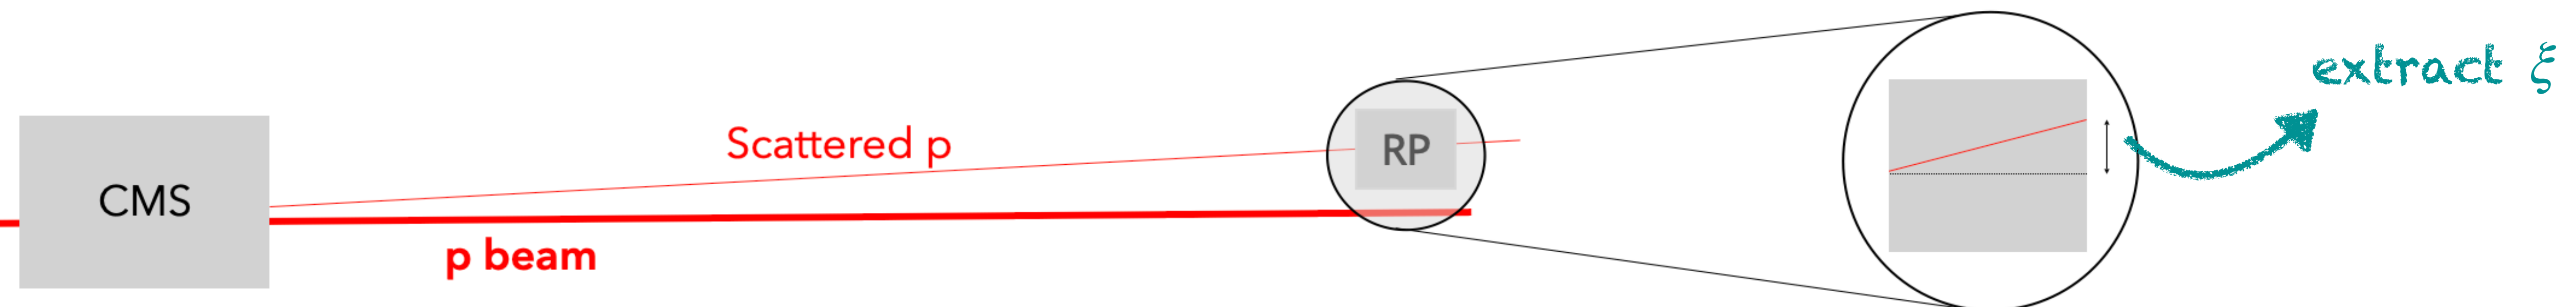 CMS
Scattered p
p beam
RP
extract ξ